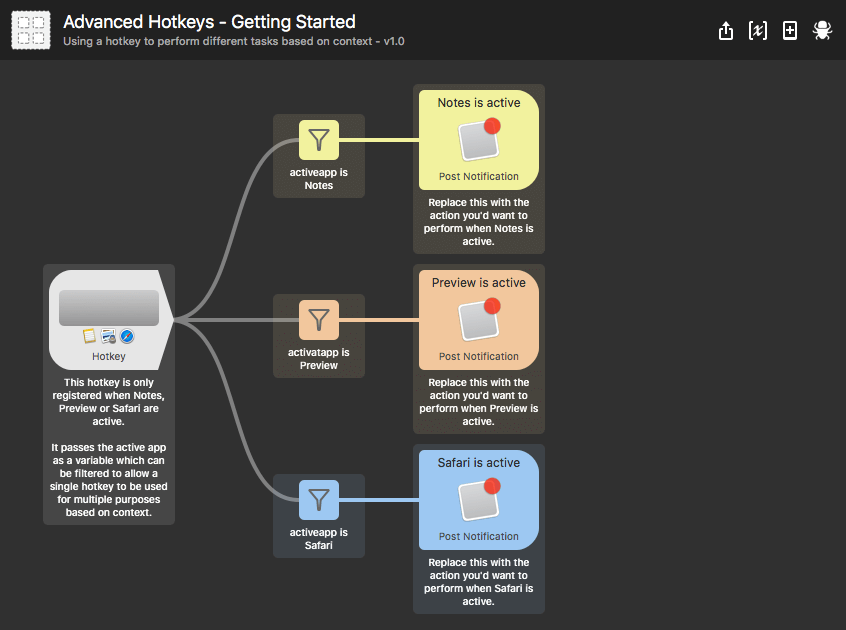 Advanced Hotkeys - Getting Started
Using a hotkey to perform different tasks based on context - v1.0
Notes is active
Post Notification
Replace this with the
action you'd want to
perform when Notes is
active.
activeapp is
Notes
Hotkey
This hotkey is only
registered when Notes,
Preview or Safari are
active.
It passes the active app
as a variable which can
be filtered to allow a
single hotkey to be used
for multiple purposes
based on context.
activatapp is
Preview
Preview is active
Post Notification
Replace this with the
action you'd want to
perform when Preview is
active.
activeapp is
Safari
Safari is active
Post Notification
Replace this with the
action you'd want to
perform when Safari is
active.